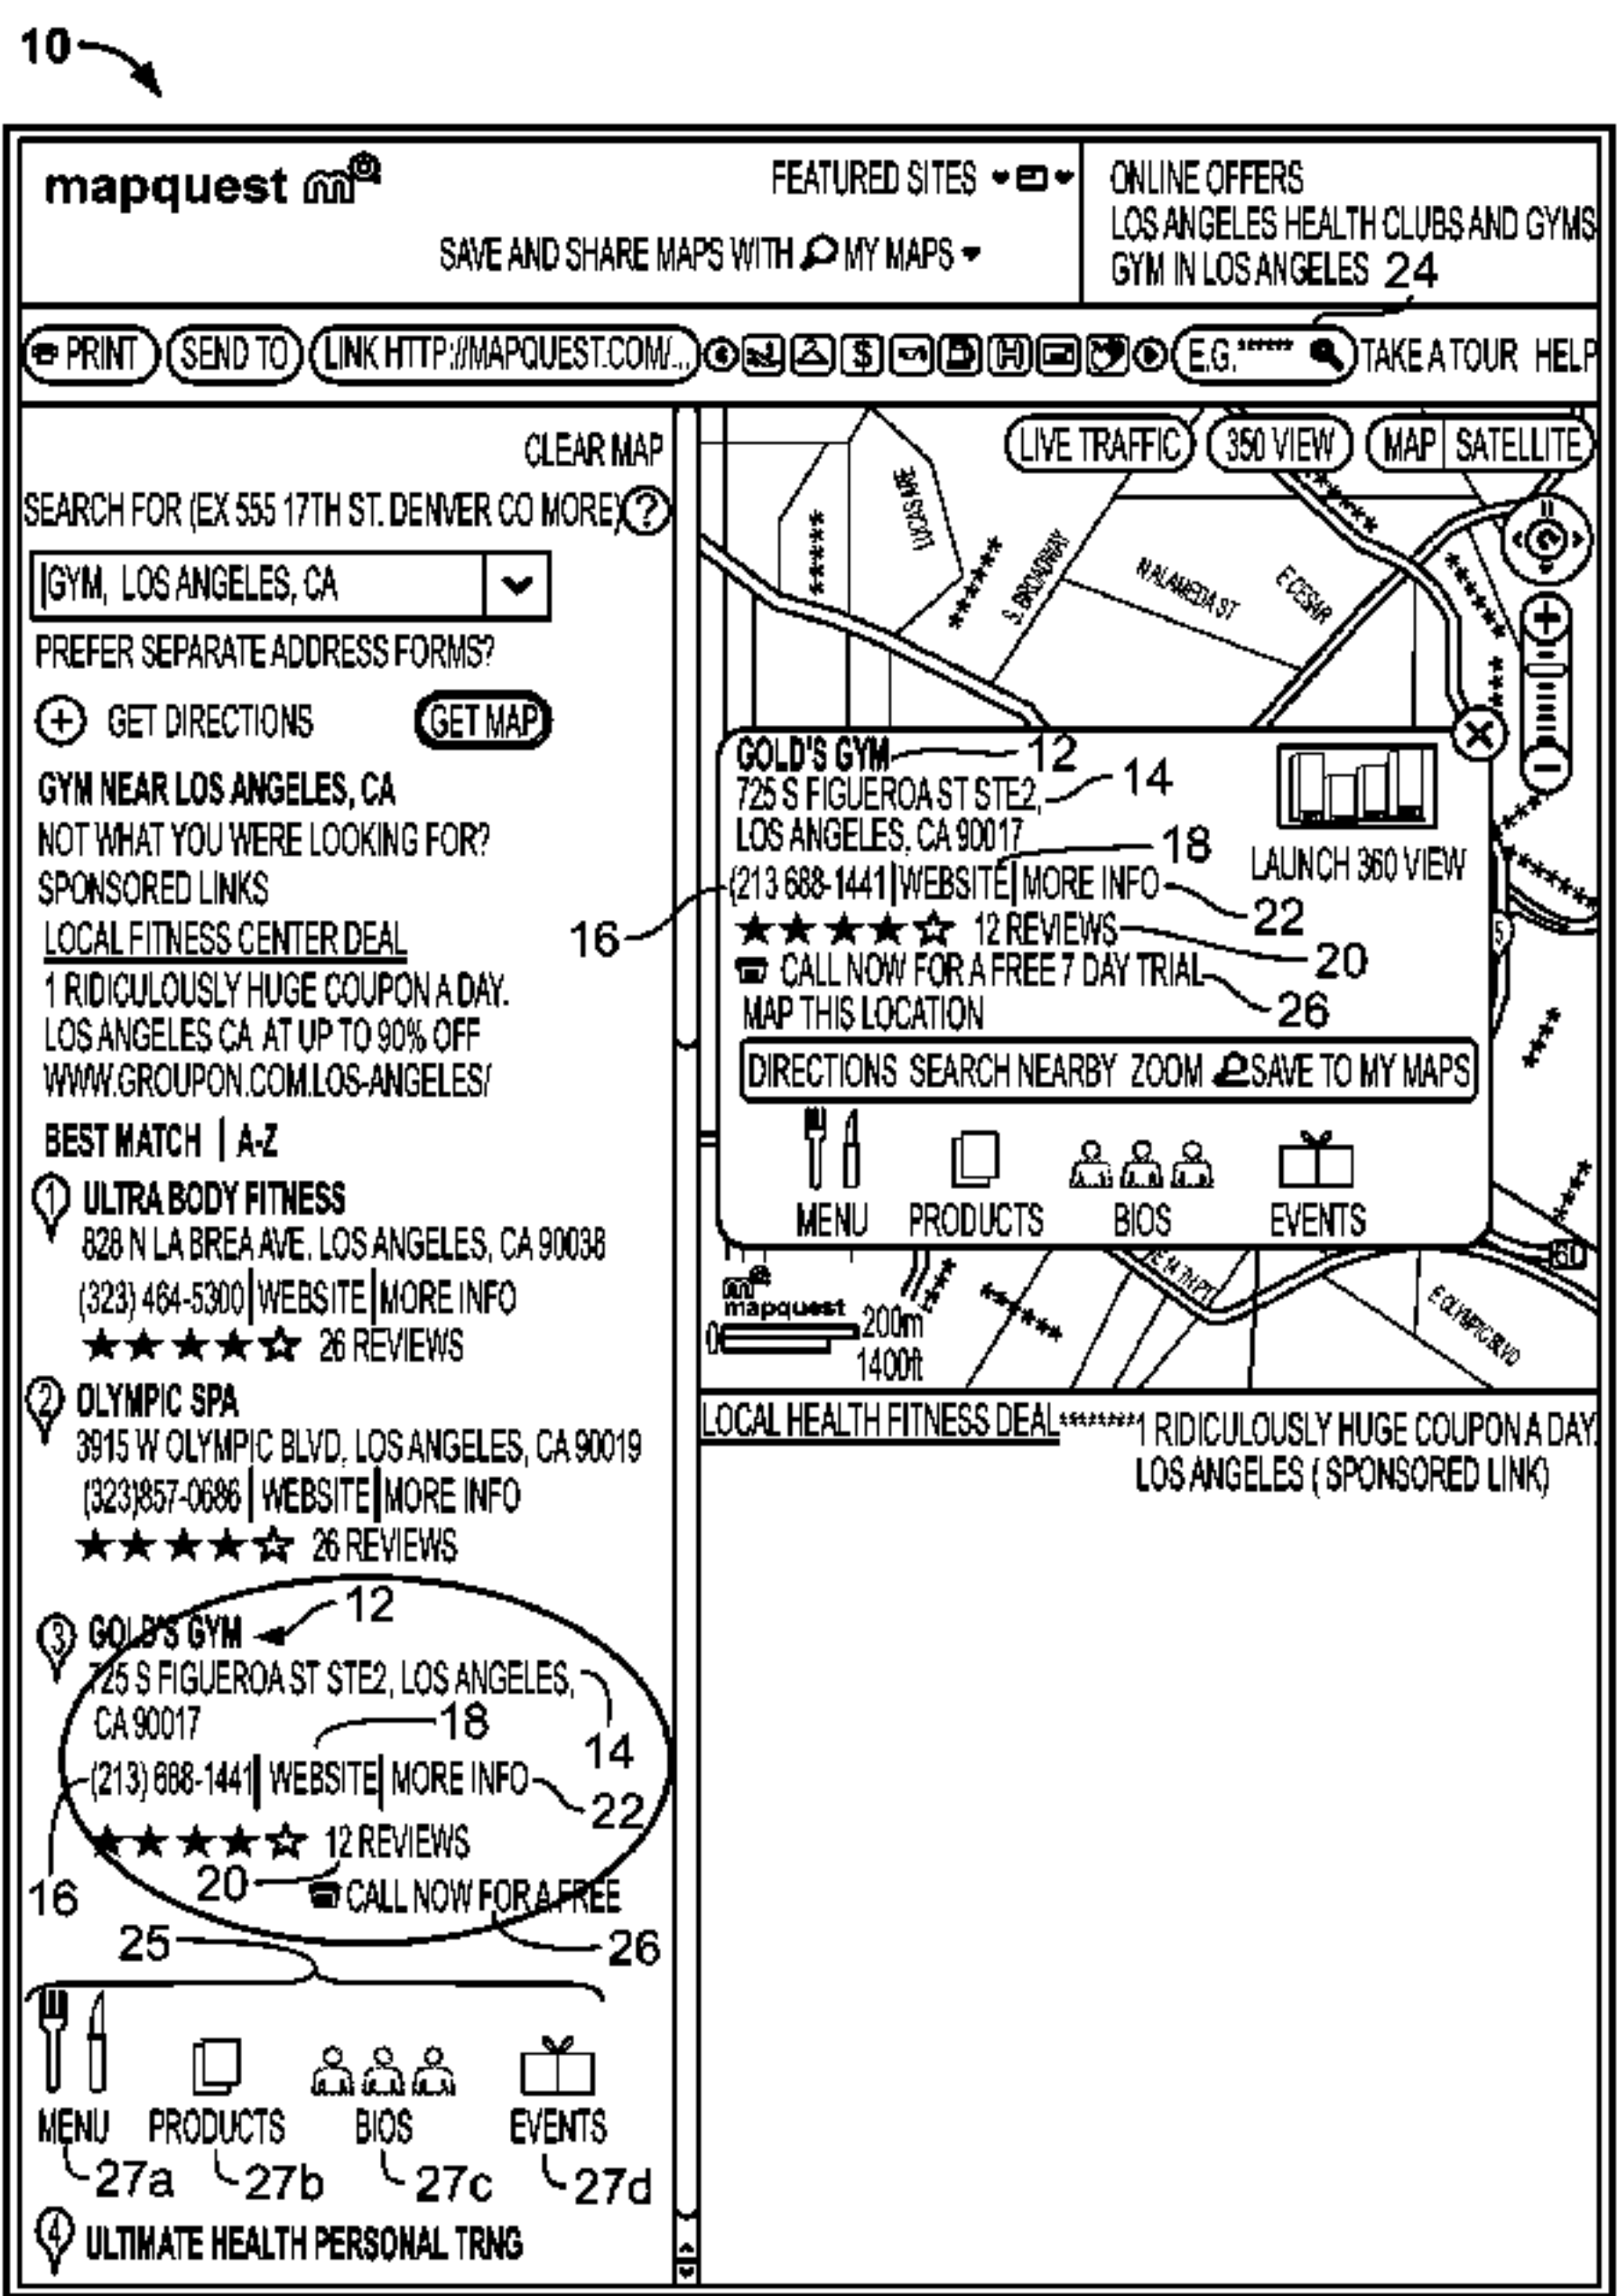 10
mapquest
FEATURED SITES
SAVE AND SHARE MAPS WITH MY MAPS
ONLINE OFFERS
LOS ANGELES HEALTH CLUBS AND GYMS
GYM IN LOS ANGELES 24
PRINT SEND TO LINK HTTP://MAPQUEST.COM/... $ H E.G. ****** TAKE A TOUR HELP
CLEAR MAP
SEARCH FOR (EX 555 17TH ST. DENVER CO MORE) ?
GYM, LOS ANGELES, CA
PREFER SEPARATE ADDRESS FORMS?
+ GET DIRECTIONS GET MAP
GYM NEAR LOS ANGELES, CA
NOT WHAT YOU WERE LOOKING FOR?
SPONSORED LINKS
LOCAL FITNESS CENTER DEAL
1 RIDICULOUSLY HUGE COUPON A DAY.
LOS ANGELES CA AT UP TO 90% OFF
WWW.GROUPON.COM.LOS-ANGELES/
BEST MATCH | A-Z
1 ULTRA BODY FITNESS
828 N LA BREA AVE. LOS ANGELES, CA 90038
(323) 464-5300 | WEBSITE | MORE INFO
26 REVIEWS
2 OLYMPIC SPA
3915 W OLYMPIC BLVD, LOS ANGELES, CA 90019
(323)857-0686 | WEBSITE | MORE INFO
26 REVIEWS
12
3 GOLD'S GYM
725 S FIGUEROA ST STE2, LOS ANGELES,
CA 90017
18
14
(213) 688-1441 | WEBSITE | MORE INFO
22
12 REVIEWS
20
16
CALL NOW FOR A FREE
25
26
MENU PRODUCTS BIOS EVENTS
27a 27b 27c 27d
4 ULTIMATE HEALTH PERSONAL TRNG
LIVE TRAFFIC 350 VIEW MAP | SATELLITE
LUCAS AVE
S. BROADWAY
N ALAMEDA ST
E CESAR
GOLD'S GYM 12
725 S FIGUEROA ST STE2, 14
LOS ANGELES, CA 90017
18
LAUNCH 360 VIEW
(213 688-1441 | WEBSITE | MORE INFO
22
16
12 REVIEWS
20
CALL NOW FOR A FREE 7 DAY TRIAL
26
MAP THIS LOCATION
DIRECTIONS SEARCH NEARBY ZOOM SAVE TO MY MAPS
MENU PRODUCTS BIOS EVENTS
5
60
E OLYMPIC BLVD
mapquest
0 200m
1400ft
LOCAL HEALTH FITNESS DEAL*********1 RIDICULOUSLY HUGE COUPON A DAY.
LOS ANGELES ( SPONSORED LINK)